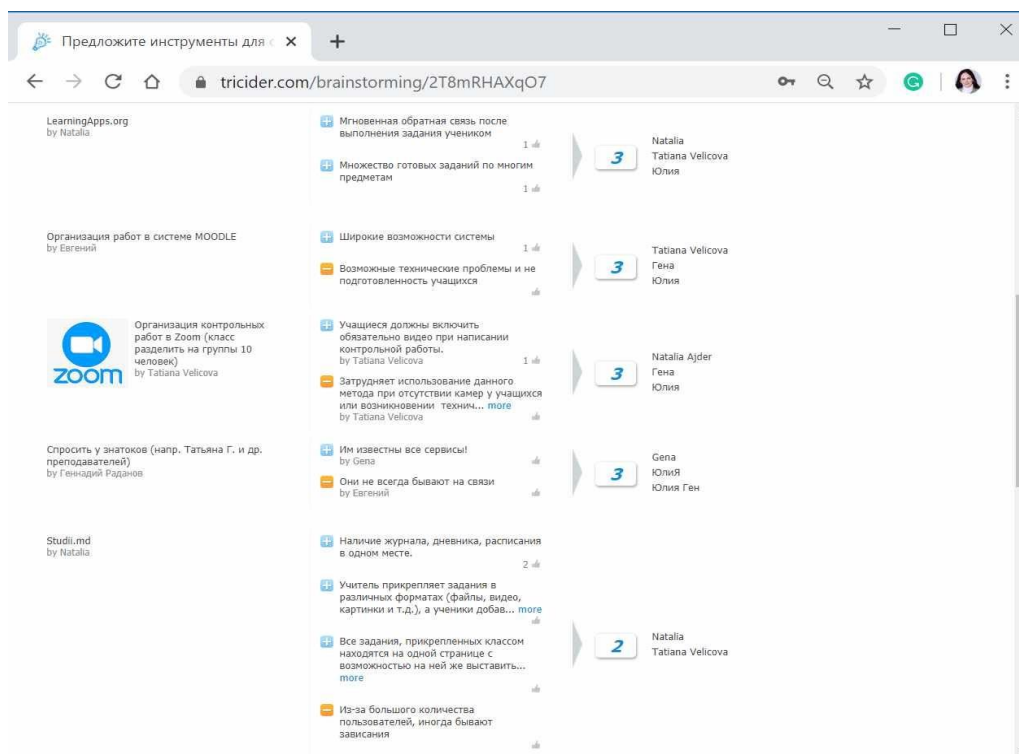 Предложите инструменты для с
tricider.com/brainstorming/2T8mRHAXqO7
LearningApps.org
by Natalia
Мгновенная обратная связь после
выполнения задания учеником
1
Множество готовых заданий по многим
предметам
1
3
Natalia
Tatiana Velicova
Юлия
Организация работ в системе MOODLE
by Евгений
Широкие возможности системы
1
Возможные технические проблемы и не
подготовленность учащихся
3
Tatiana Velicova
Гена
Юлия
zoom
Организация контрольных
работ в Zoom (класс
разделить на группы 10
человек)
by Tatiana Velicova
Учащиеся должны включить
обязательно видео при написании
контрольной работы.
by Tatiana Velicova 1
Затрудняет использование данного
метода при отсутствии камер у учащихся
или возникновении технич... more
by Tatiana Velicova
3
Natalia Ajder
Гена
Юлия
Спросить у знатоков (напр. Татьяна Г. и др.
преподавателей)
by Геннадий Раданов
Им известны все сервисы!
by Gena
Они не всегда бывают на связи
by Евгений
3
Gena
ЮлиЯ
Юлия Ген
Studii.md
by Natalia
Наличие журнала, дневника, расписания
в одном месте.
2
Учитель прикрепляет задания в
различных форматах (файлы, видео,
картинки и т.д.), а ученики добав... more
Все задания, прикрепленных классом
находятся на одной странице с
возможностью на ней же выставить...
more
Из-за большого количества
пользователей, иногда бывают
зависания
2
Natalia
Tatiana Velicova